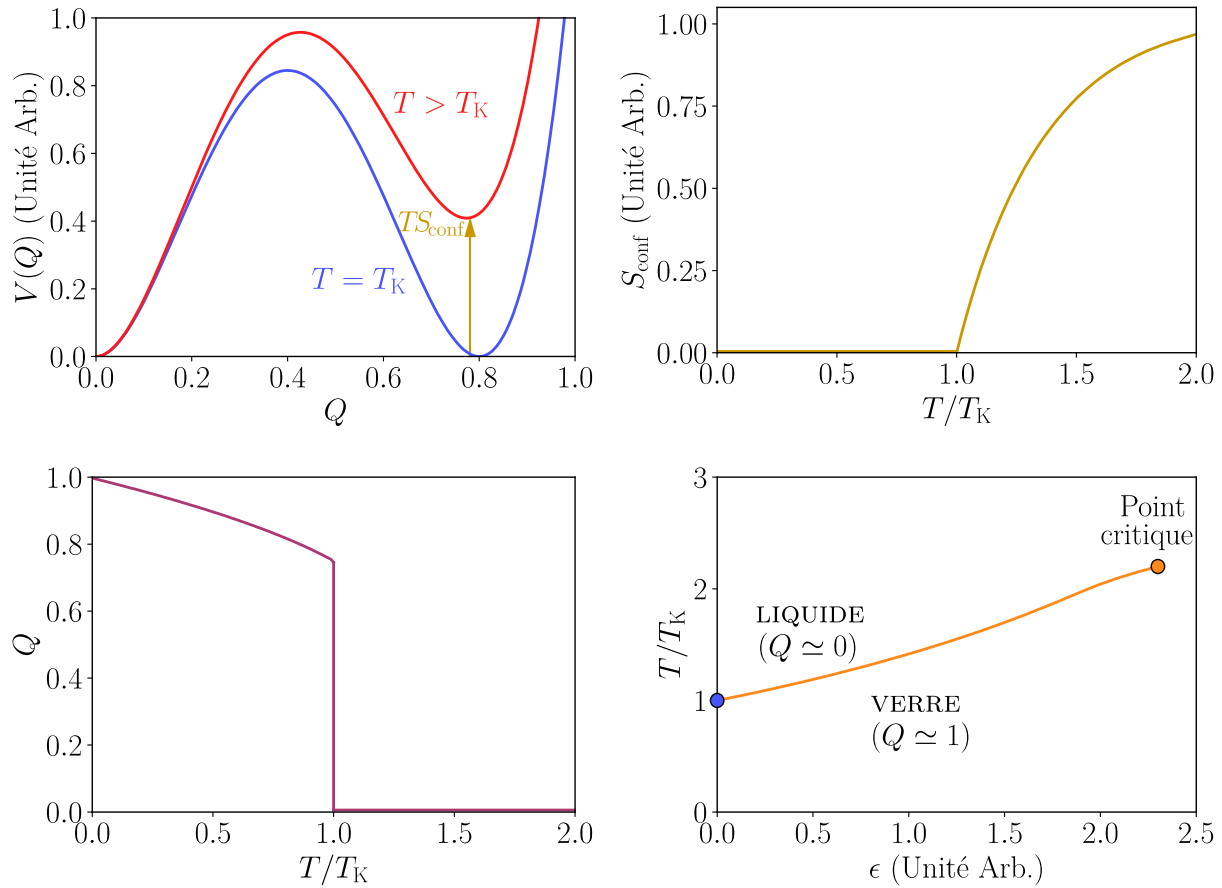 1.0
0.8
0.6
0.4
0.2
0.0
V(Q) (Unité Arb.)
T > T_K
TS_conf
T = T_K
0.0 0.2 0.4 0.6 0.8 1.0
Q
1.00
0.75
0.50
0.25
0.00
S_conf (Unité Arb.)
0.0 0.5 1.0 1.5 2.0
T/T_K
1.0
0.8
0.6
0.4
0.2
0.0
Q
0.0 0.5 1.0 1.5 2.0
T/T_K
3
2
1
0
T/T_K
Point
critique
LIQUIDE
(Q ≃ 0)
VERRE
(Q ≃ 1)
0.0 0.5 1.0 1.5 2.0 2.5
ϵ (Unité Arb.)